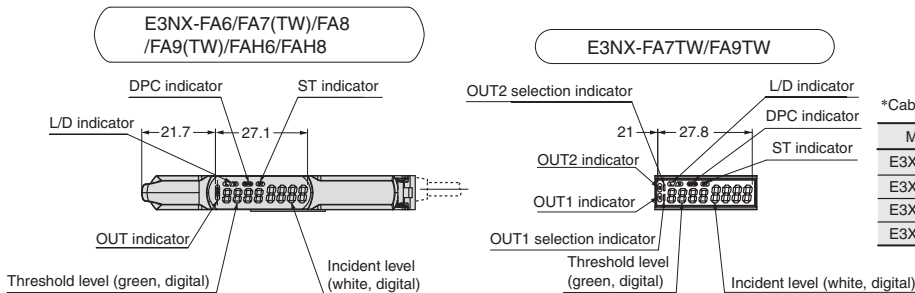 E3NX-FA6/FA7(TW)/FA8
/FA9(TW)/FAH6/FAH8
DPC indicator
ST indicator
L/D indicator
21.7
27.1
OUT indicator
Threshold level (green, digital)
Incident level
(white, digital)
E3NX-FA7TW/FA9TW
OUT2 selection indicator
L/D indicator
21
27.8
DPC indicator
ST indicator
OUT2 indicator
OUT1 indicator
OUT1 selection indicator
Threshold level
(green, digital)
Incident level (white, digital)
*Cab
M
E3X
E3X
E3X
E3X